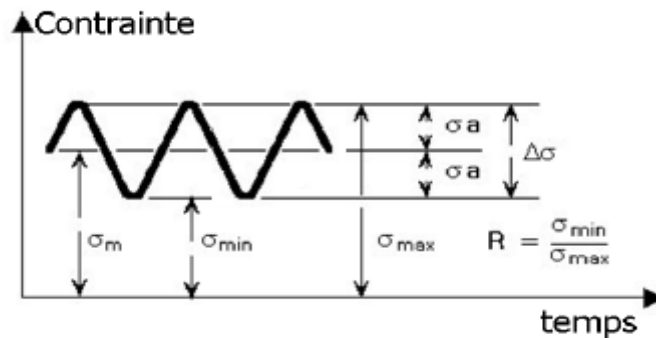 Contrainte
σa
σa
Δσ
σm
σmin
σmax
R = σmin/σmax
temps